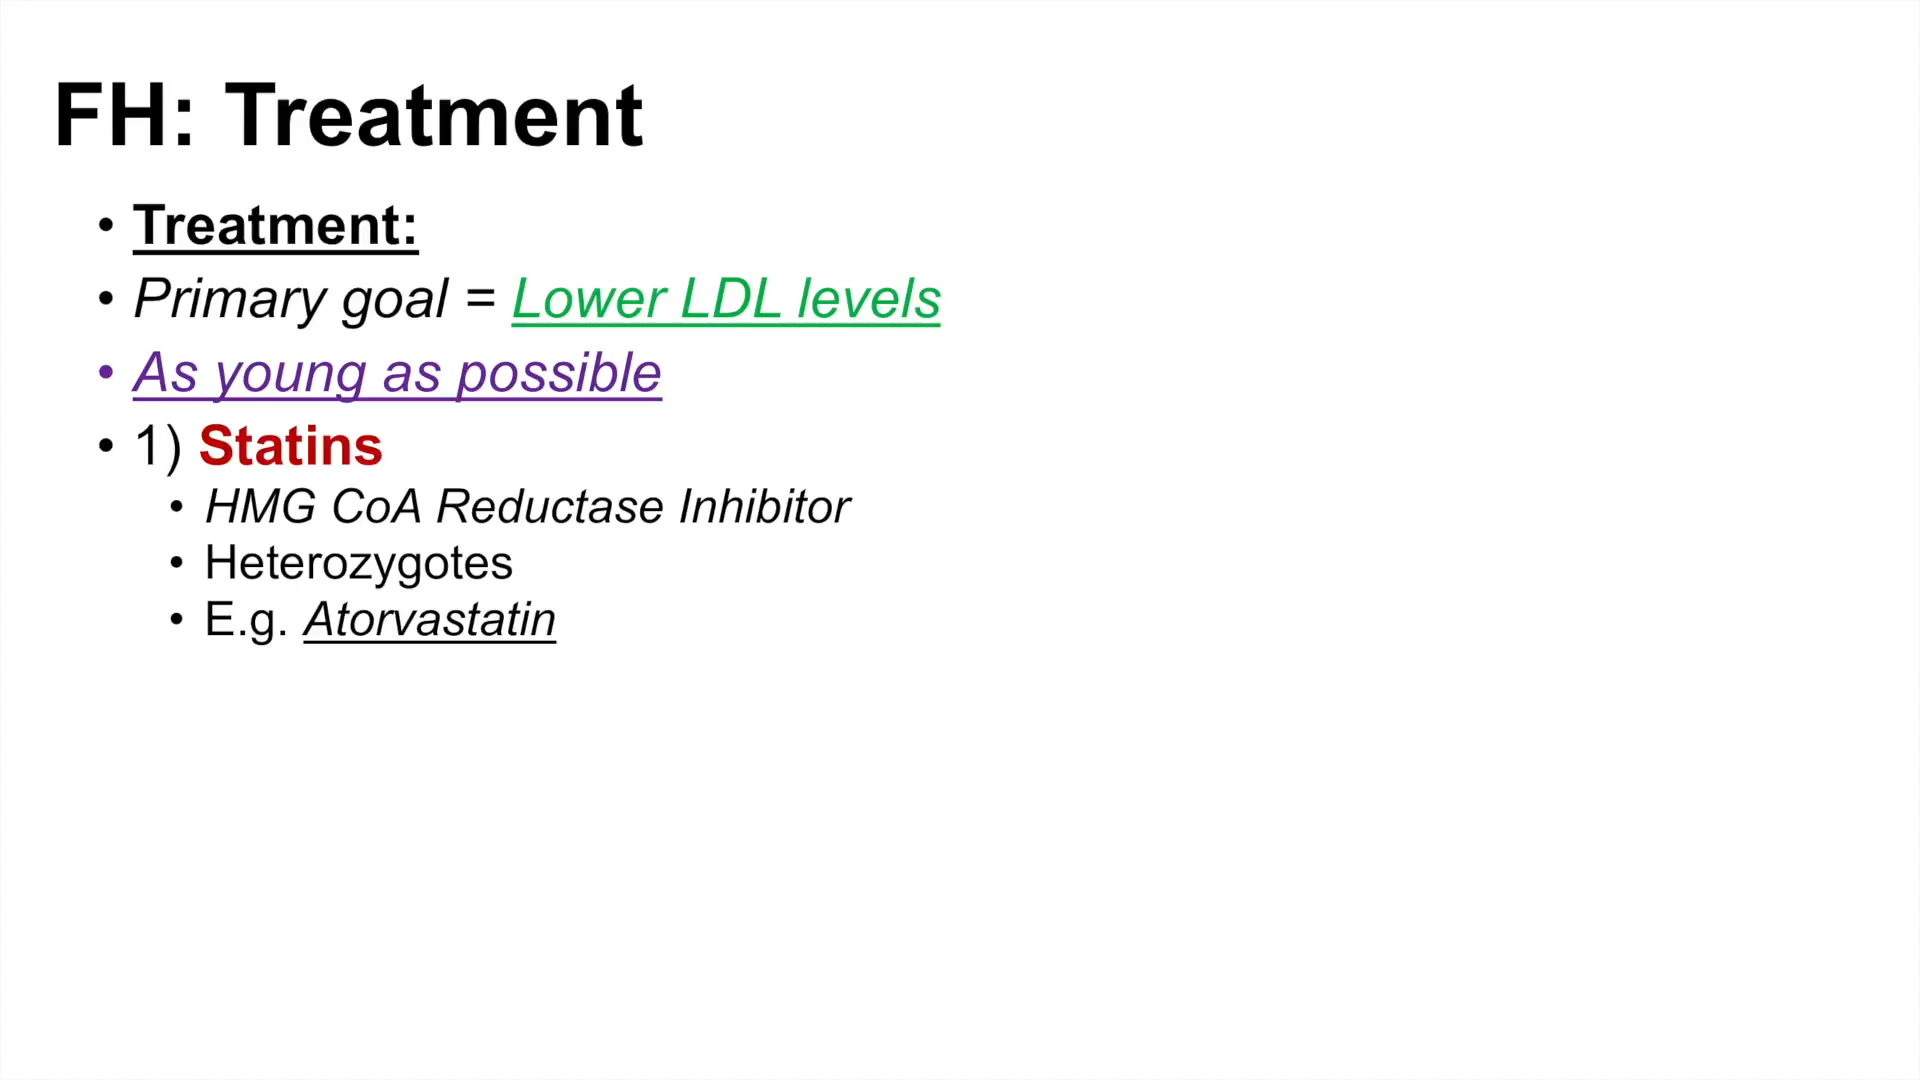 FH: Treatment
• Treatment:
• Primary goal = Lower LDL levels
• As young as possible
• 1) Statins
• HMG CoA Reductase Inhibitor
• Heterozygotes
• E.g. Atorvastatin